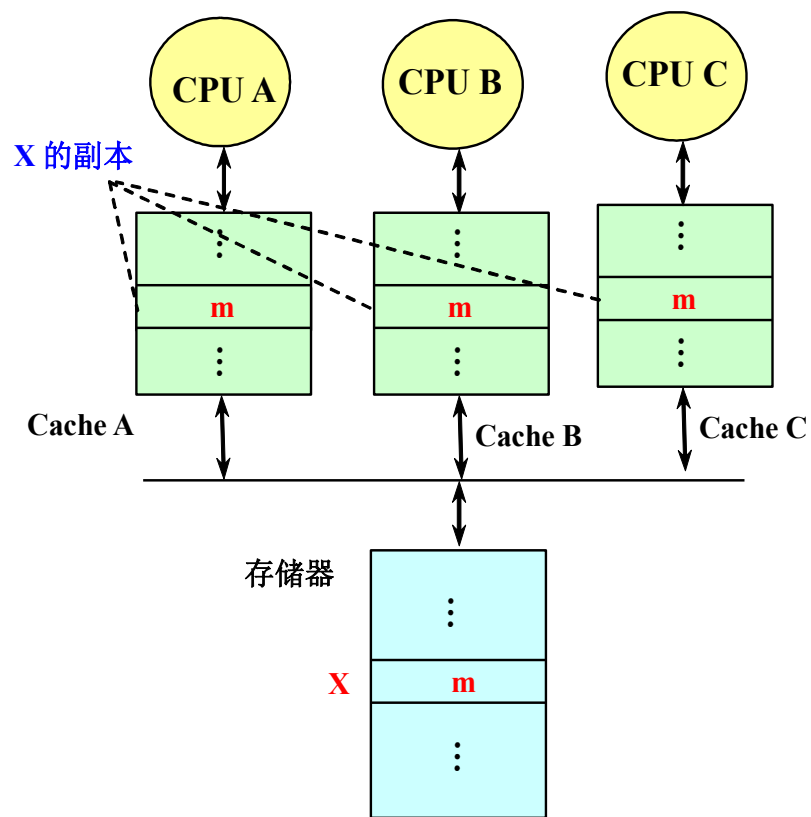 CPU A
CPU B
CPU C
X 的副本
⋮
⋮
⋮
m
m
m
⋮
⋮
⋮
Cache A
Cache B
Cache C
存储器
⋮
X
m
⋮